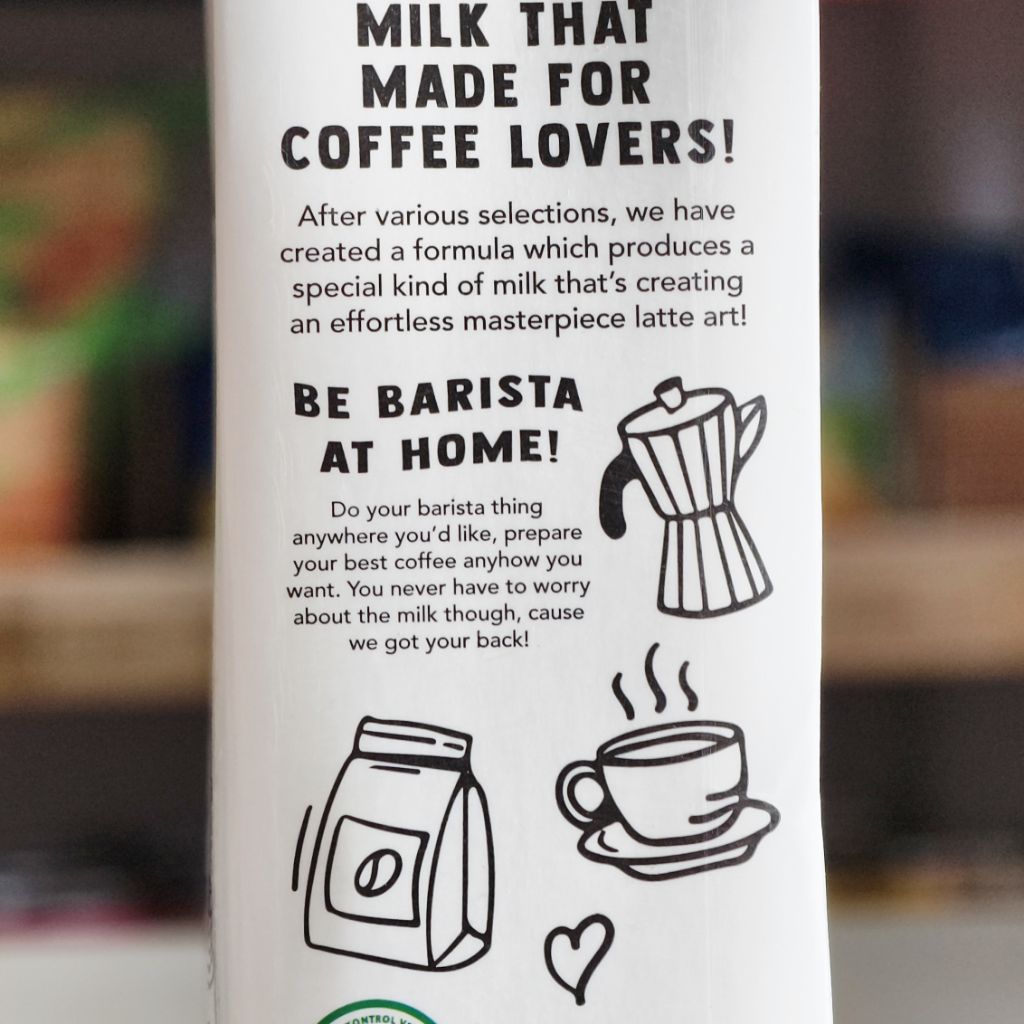 MILK THAT
MADE FOR
COFFEE LOVERS!
After various selections, we have
created a formula which produces a
special kind of milk that's creating
an effortless masterpiece latte art!
BE BARISTA
AT HOME!
Do your barista thing
anywhere you'd like, prepare
your best coffee anyhow you
want. You never have to worry
about the milk though, cause
we got your back!
CONTROL